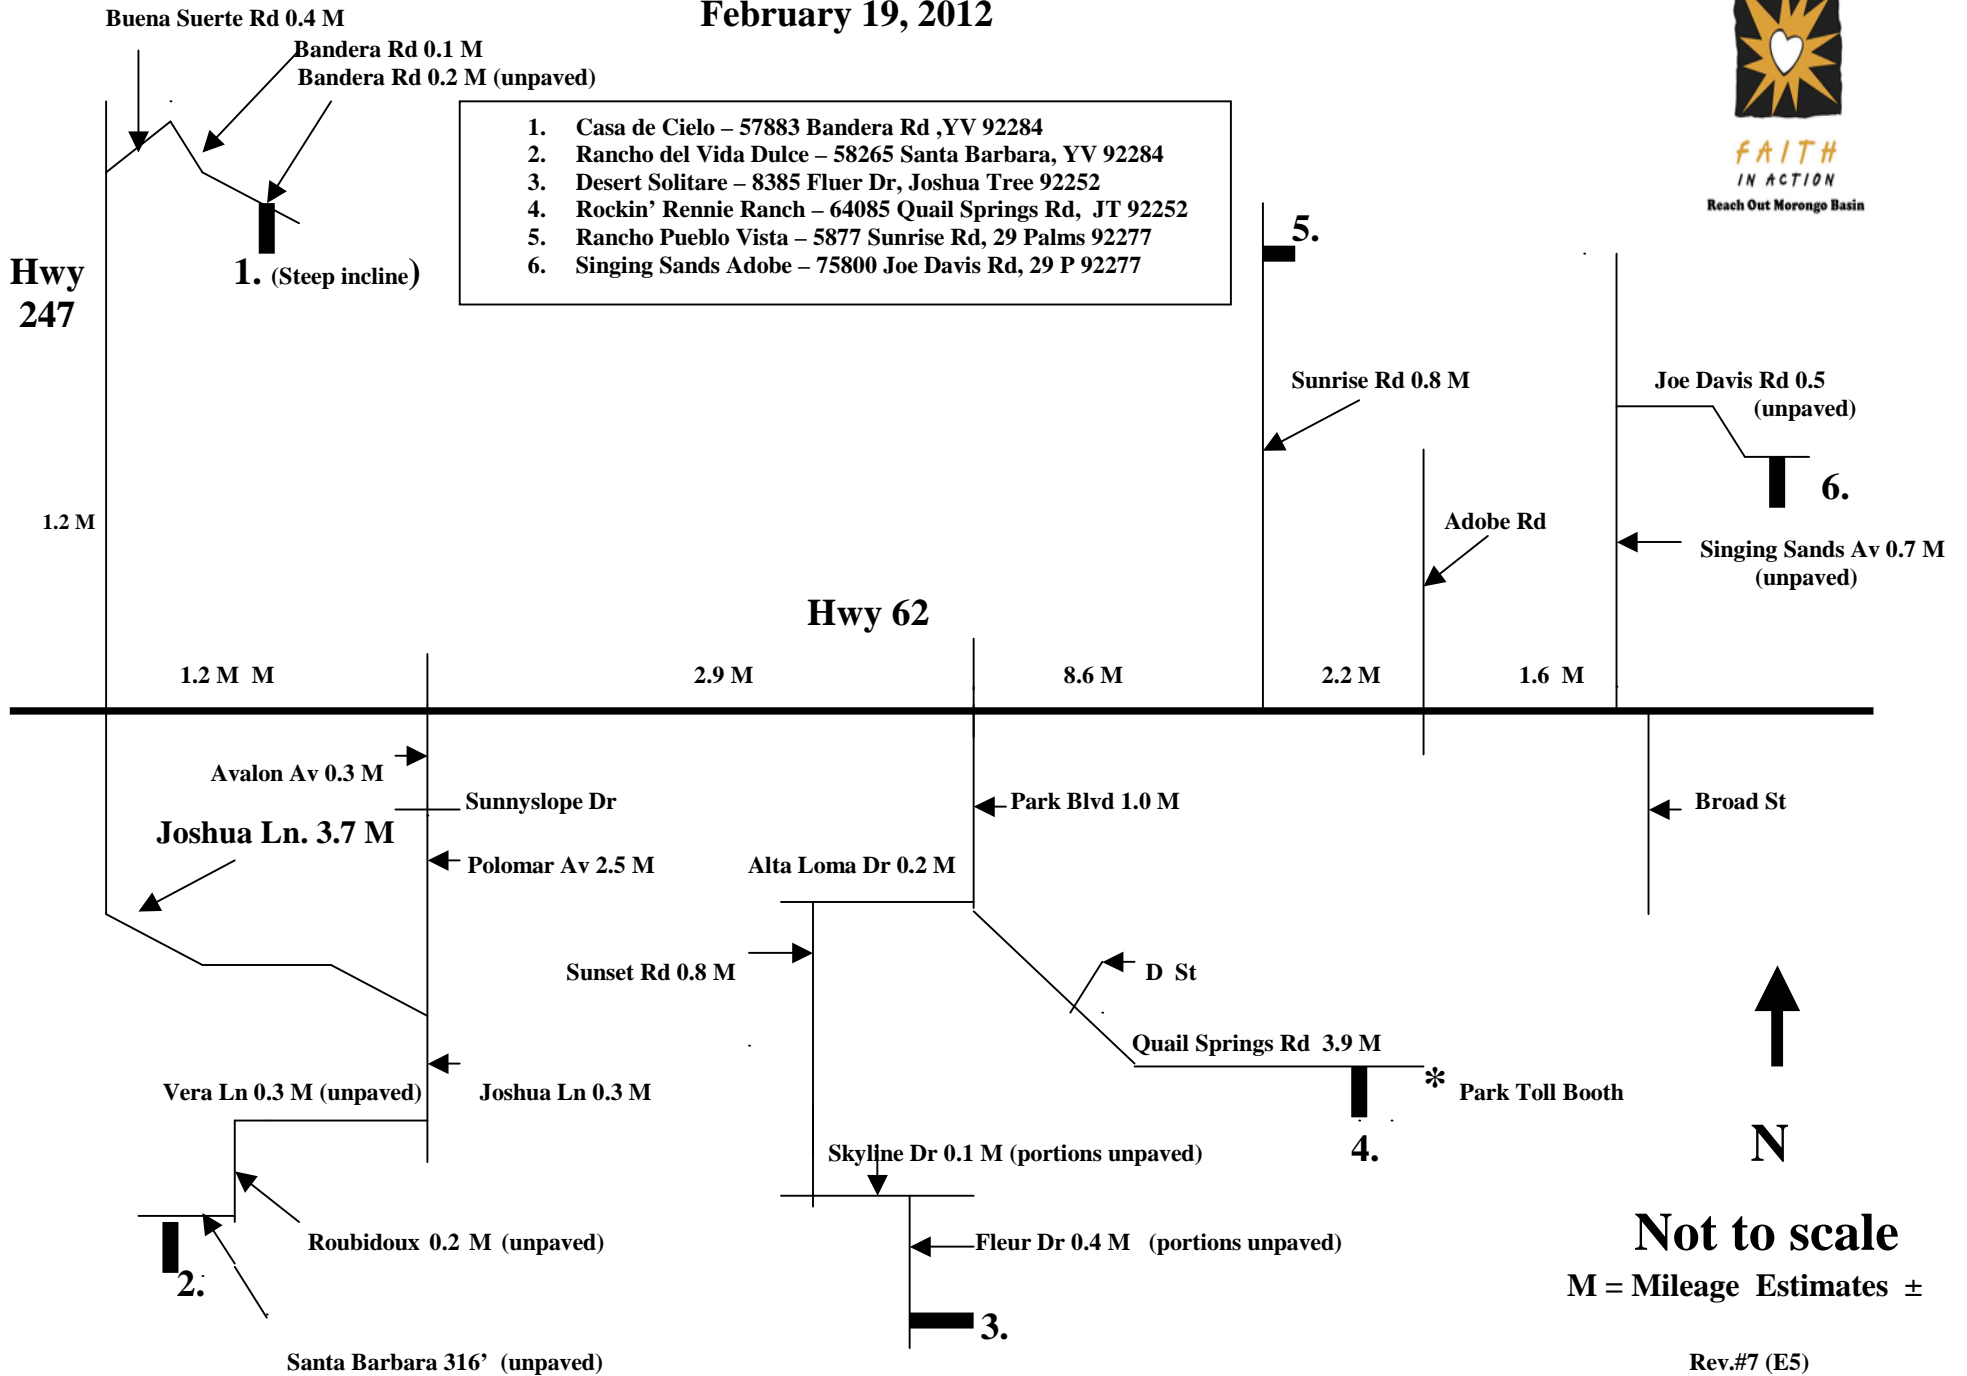 February 19, 2012
Buena Suerte Rd 0.4 M
Bandera Rd 0.1 M
Bandera Rd 0.2 M (unpaved)
1. Casa de Cielo – 57883 Bandera Rd ,YV 92284
2. Rancho del Vida Dulce – 58265 Santa Barbara, YV 92284
3. Desert Solitare – 8385 Fluer Dr, Joshua Tree 92252
4. Rockin’ Rennie Ranch – 64085 Quail Springs Rd, JT 92252
5. Rancho Pueblo Vista – 5877 Sunrise Rd, 29 Palms 92277
6. Singing Sands Adobe – 75800 Joe Davis Rd, 29 P 92277
FAITH
IN ACTION
Reach Out Morongo Basin
5.
Hwy
247
1. (Steep incline)
Sunrise Rd 0.8 M
Joe Davis Rd 0.5
(unpaved)
6.
1.2 M
Adobe Rd
Singing Sands Av 0.7 M
(unpaved)
Hwy 62
1.2 M M
2.9 M
8.6 M
2.2 M
1.6 M
Avalon Av 0.3 M
Sunnyslope Dr
Park Blvd 1.0 M
Broad St
Joshua Ln. 3.7 M
Polomar Av 2.5 M
Alta Loma Dr 0.2 M
Sunset Rd 0.8 M
D St
Quail Springs Rd 3.9 M
* Park Toll Booth
Vera Ln 0.3 M (unpaved)
Joshua Ln 0.3 M
4.
N
Skyline Dr 0.1 M (portions unpaved)
Roubidoux 0.2 M (unpaved)
Fleur Dr 0.4 M (portions unpaved)
Not to scale
M = Mileage Estimates ±
2.
3.
Santa Barbara 316’ (unpaved)
Rev.#7 (E5)